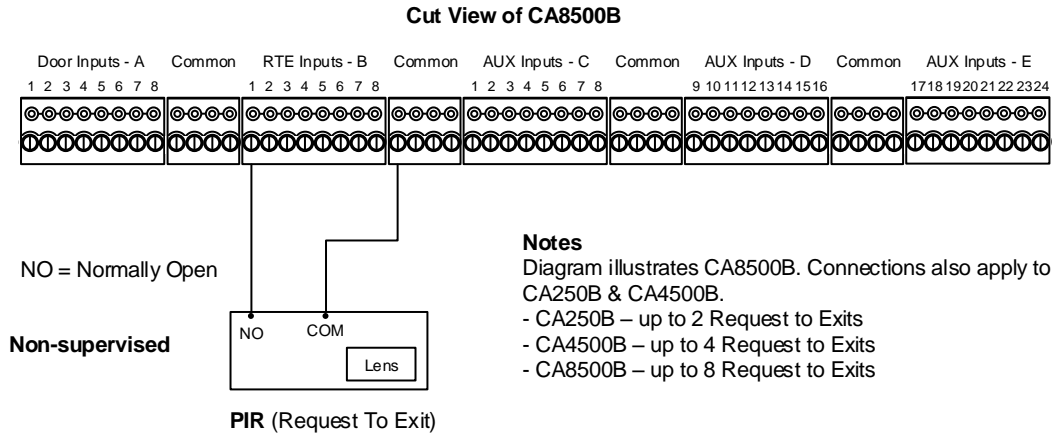 Cut View of CA8500B
Door Inputs - A Common RTE Inputs - B Common AUX Inputs - C Common AUX Inputs - D Common AUX Inputs - E
1 2 3 4 5 6 7 8 1 2 3 4 5 6 7 8 1 2 3 4 5 6 7 8 9 10 11 12 13 14 15 16 17 18 19 20 21 22 23 24
NO = Normally Open
Non-supervised
NO COM
Lens
PIR (Request To Exit)
Notes
Diagram illustrates CA8500B. Connections also apply to
CA250B & CA4500B.
- CA250B – up to 2 Request to Exits
- CA4500B – up to 4 Request to Exits
- CA8500B – up to 8 Request to Exits